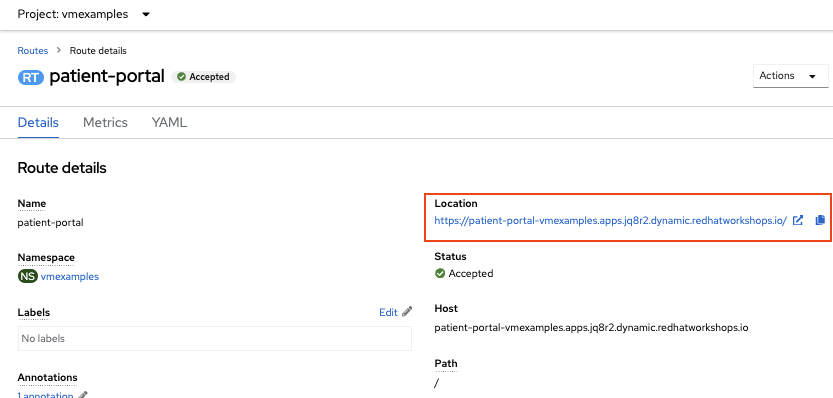 Project: vmexamples
Routes > Route details
RT patient-portal Accepted
Actions
Details Metrics YAML
Route details
Name
patient-portal
Namespace
NS vmexamples
Labels Edit
No labels
Annotations
1 annotation
Location
https://patient-portal-vmexamples.apps.jq8r2.dynamic.redhatworkshops.io/
Status
Accepted
Host
patient-portal-vmexamples.apps.jq8r2.dynamic.redhatworkshops.io
Path
/